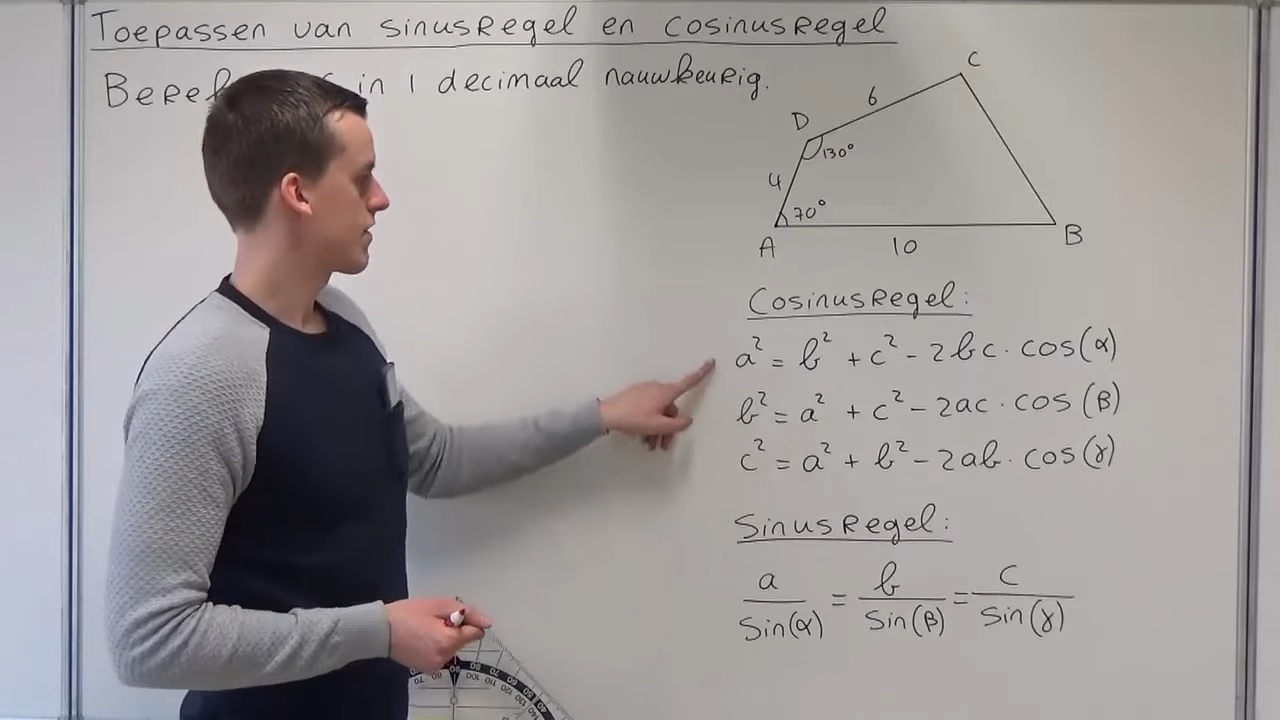 Toepassen van sinusregel en cosinusregel
in 1 decimaal nauwkeurig.
C
6
D
130°
4
70°
A
10
B
Cosinusregel:
a² = b² + c² - 2bc · cos(α)
b² = a² + c² - 2ac · cos(β)
c² = a² + b² - 2ab · cos(γ)
Sinusregel:
a/sin(α) = b/sin(β) = c/sin(γ)